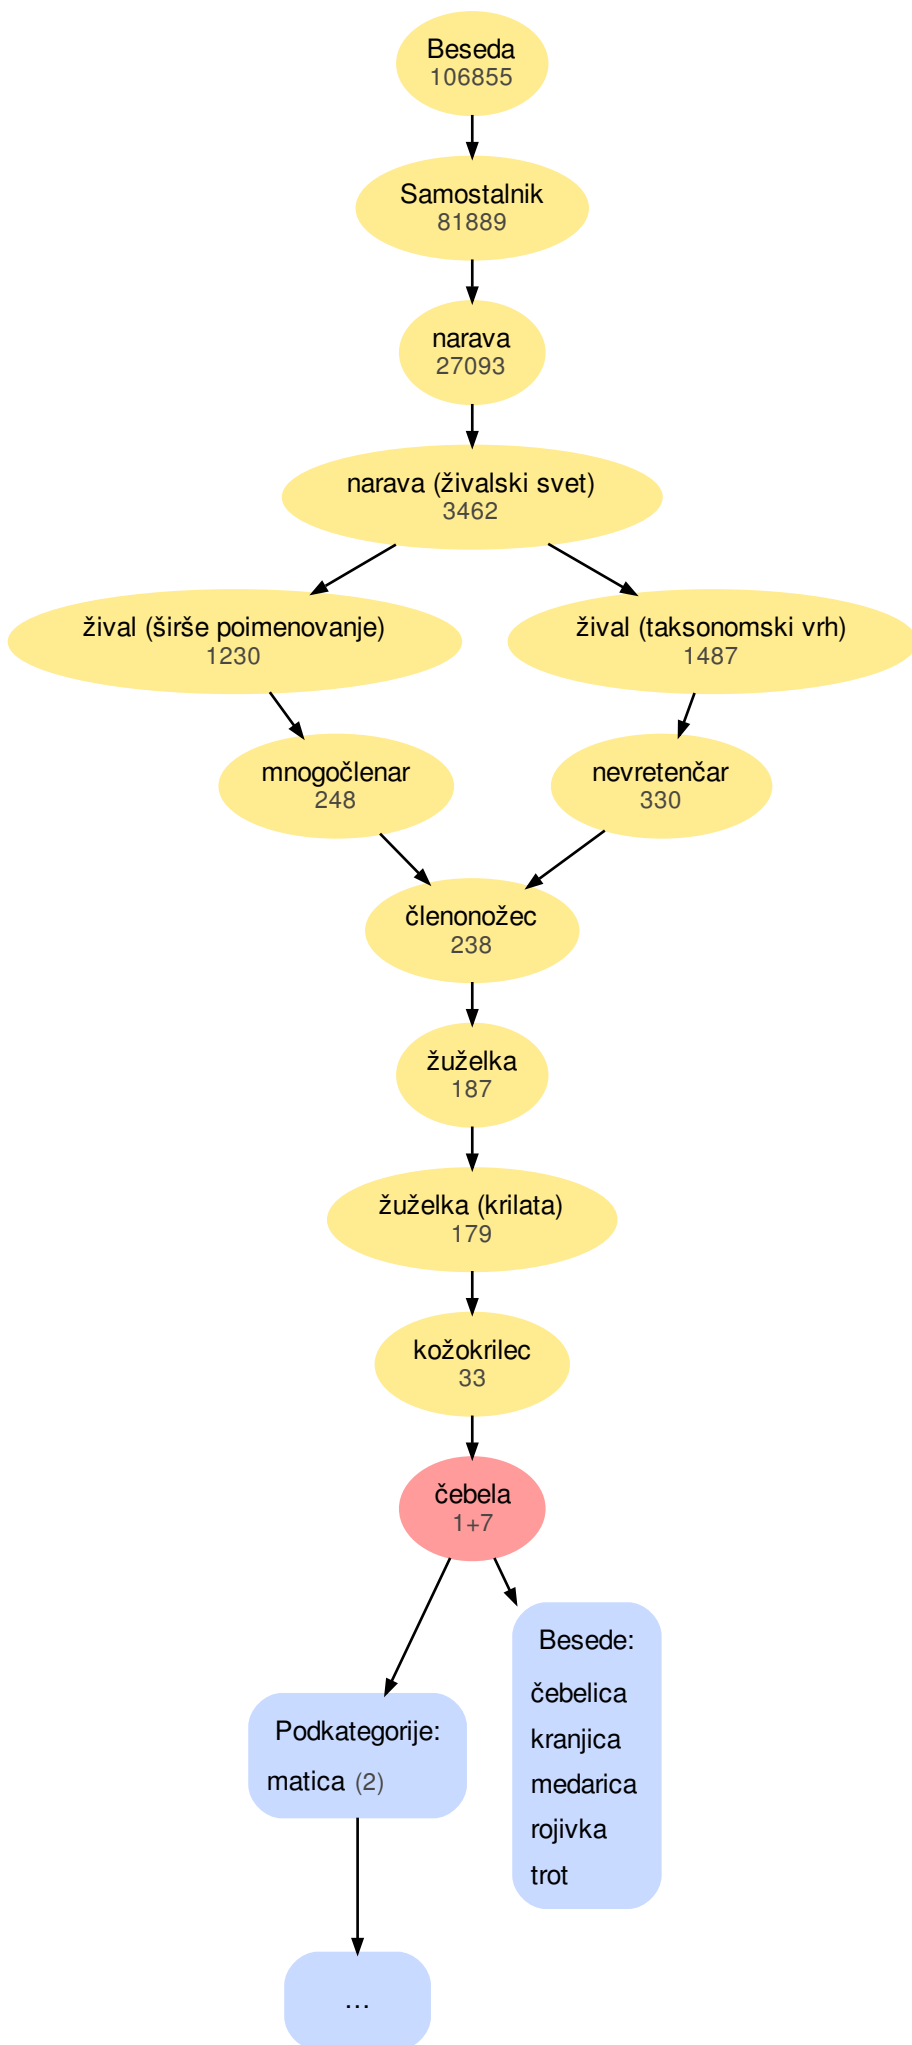 Beseda
106855
Samostalnik
81889
narava
27093
narava (živalski svet)
3462
žival (širše poimenovanje)
1230
žival (taksonomski vrh)
1487
mnogočlenar
248
nevretenčar
330
členonožec
238
žuželka
187
žuželka (krilata)
179
kožokrilec
33
čebela
1+7
Besede:
čebelica
kranjica
medarica
rojivka
trot
Podkategorije:
matica (2)
...